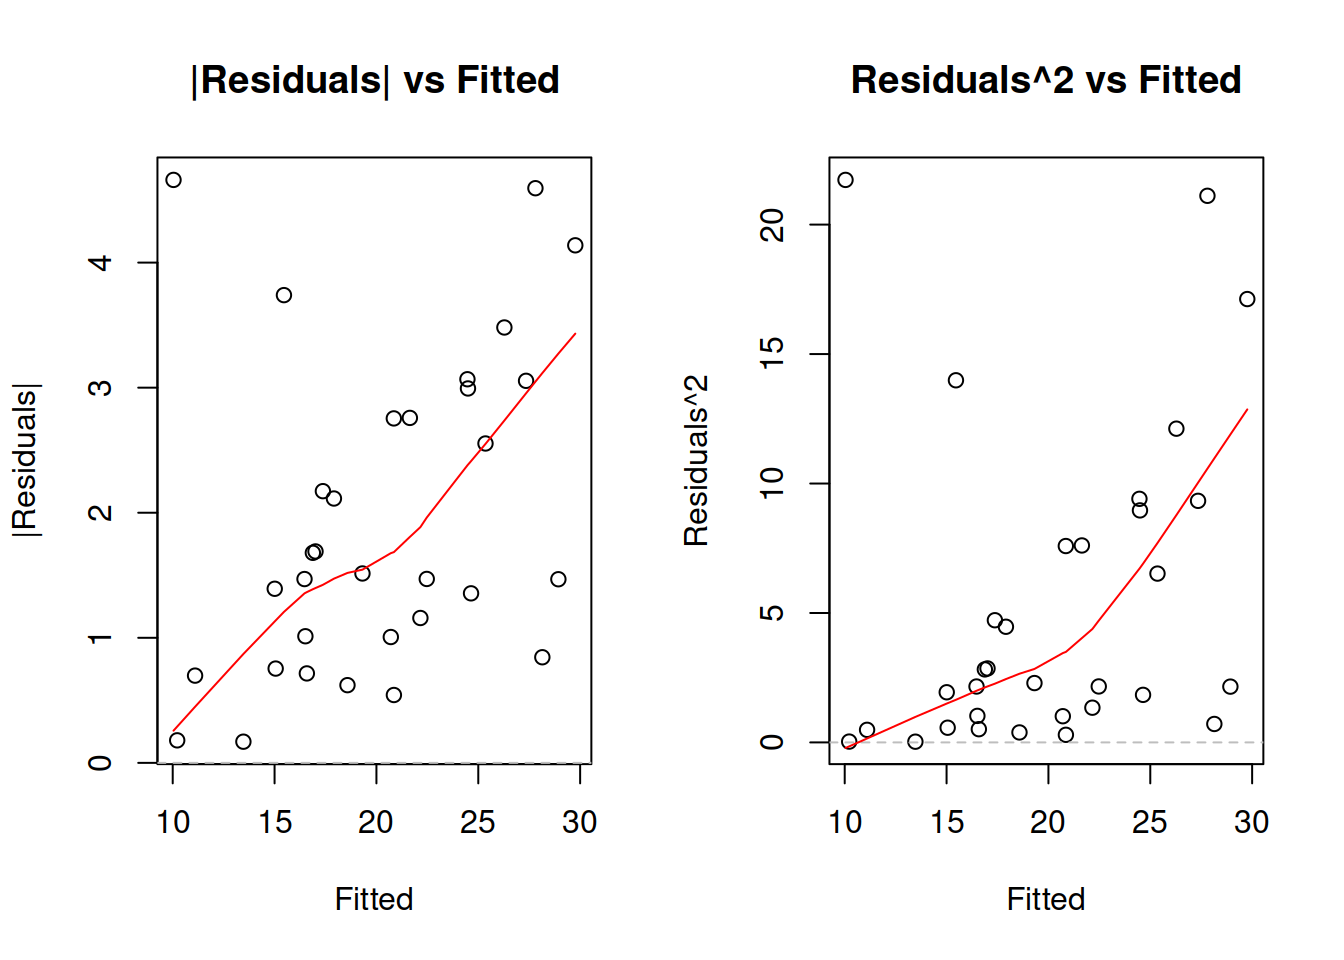 |Residuals| vs Fitted
|Residuals|
0
1
2
3
4
10 15 20 25 30
Fitted
Residuals^2 vs Fitted
Residuals^2
0
5
10
15
20
10 15 20 25 30
Fitted